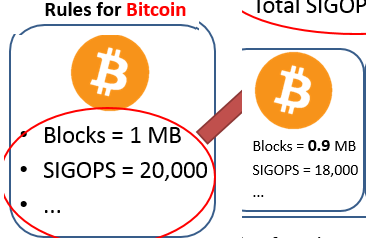 Rules for Bitcoin
• Blocks = 1 MB
• SIGOPS = 20,000
• ...
Total SIGOP
Blocks = 0.9 MB
SIGOPS = 18,000
...